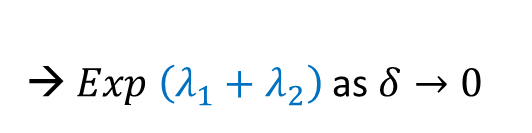 → Exp (λ₁ + λ₂) as δ → 0